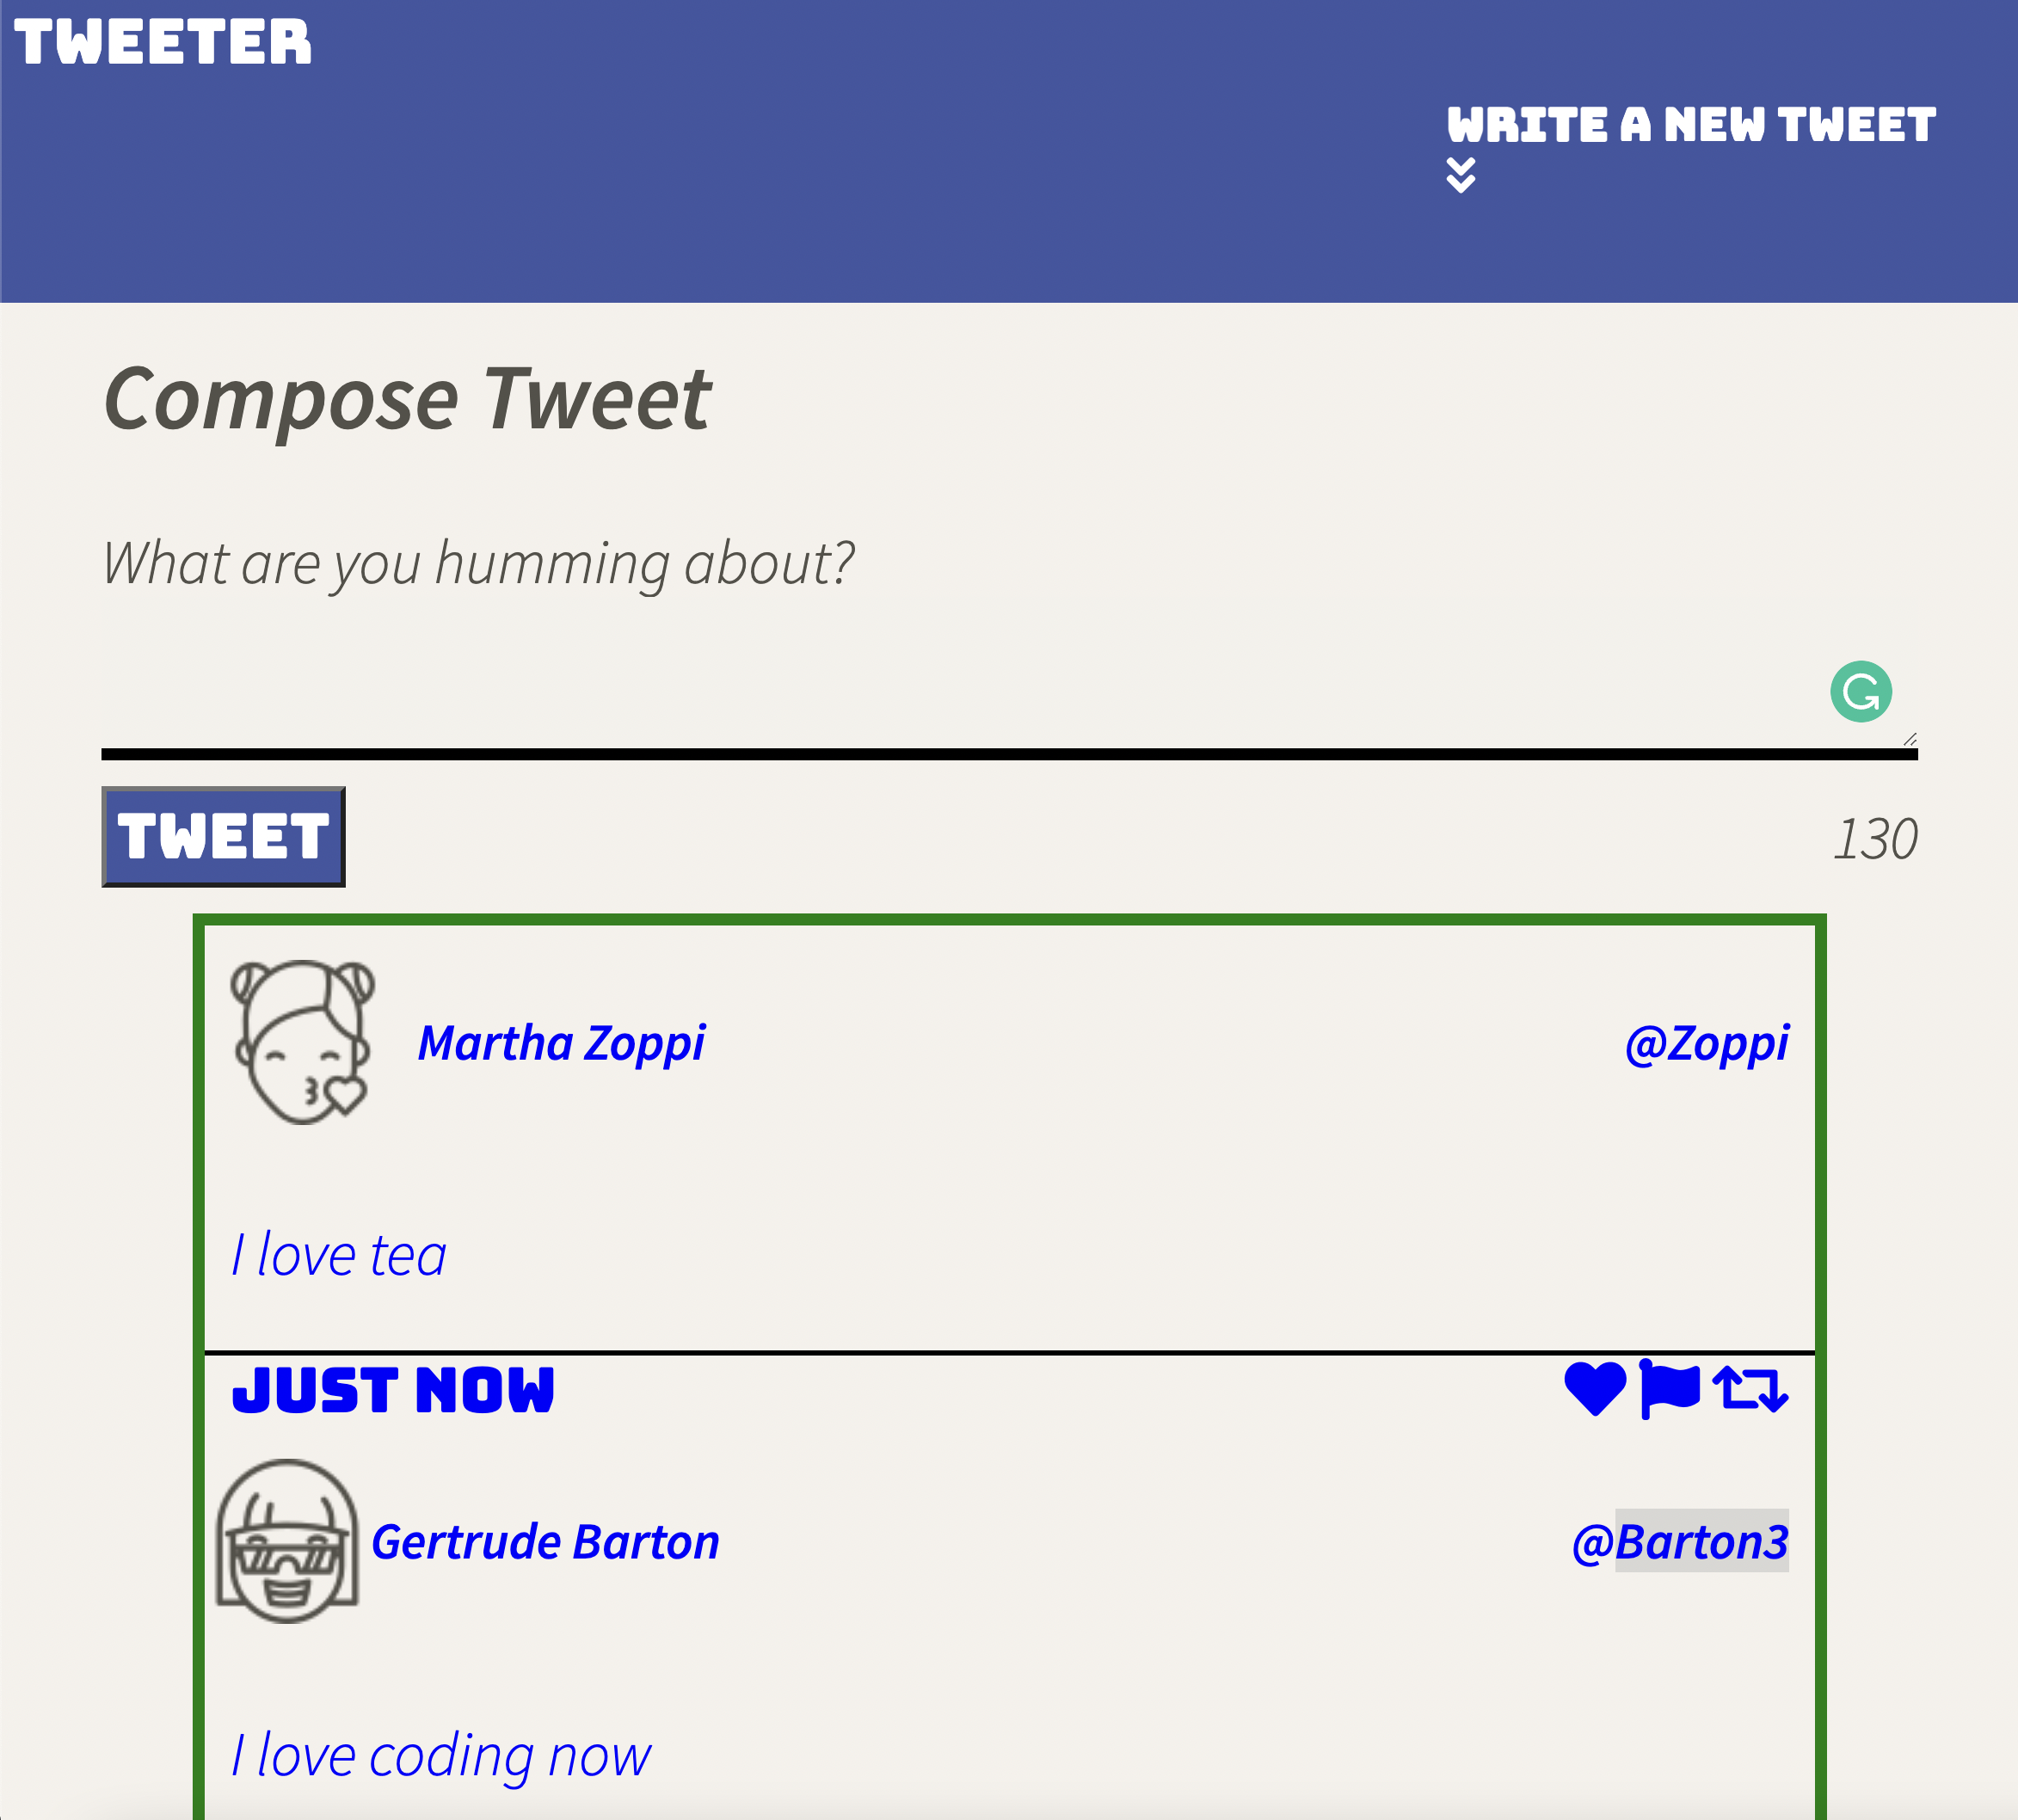 TWEETER
WRITE A NEW TWEET
Compose Tweet
What are you humming about?
TWEET
130
Martha Zoppi @Zoppi
I love tea
JUST NOW
Gertrude Barton @Barton3
I love coding now